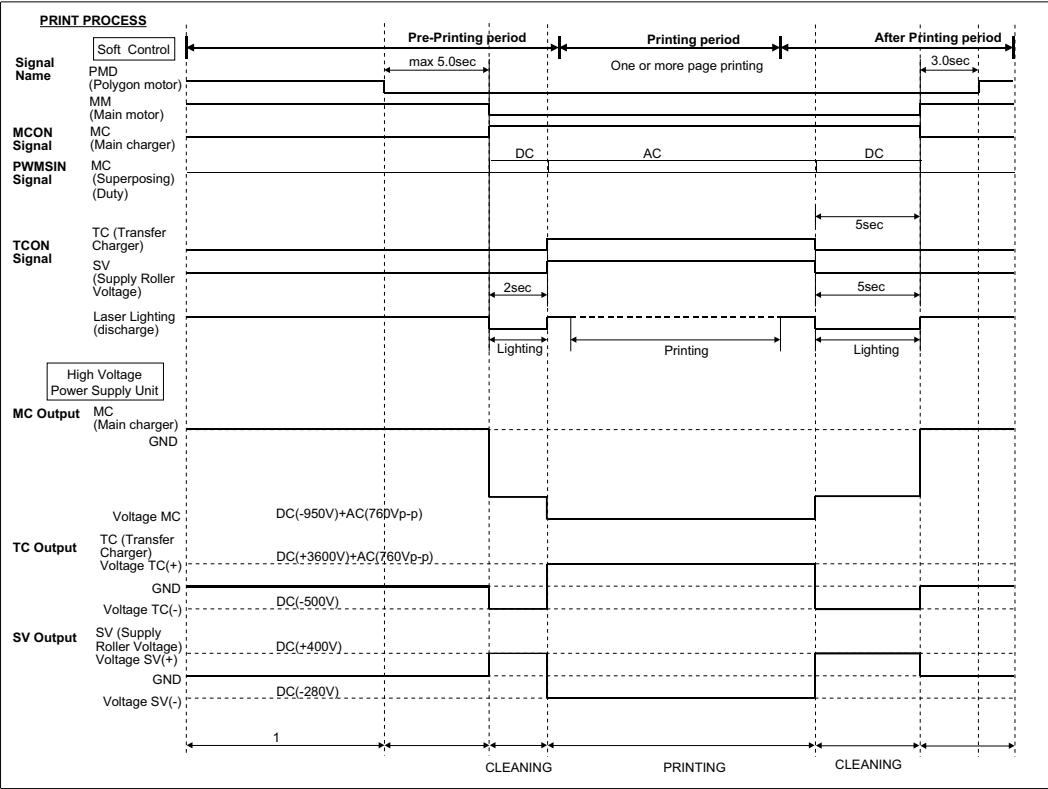 PRINT PROCESS
Soft Control
Pre-Printing period
Printing period
After Printing period
Signal
Name
max 5.0sec
One or more page printing
3.0sec
PMD
(Polygon motor)
MM
(Main motor)
MCON
Signal
MC
(Main charger)
DC
AC
DC
PWMSIN
Signal
MC
(Superposing)
(Duty)
5sec
TCON
Signal
TC (Transfer
Charger)
SV
(Supply Roller
Voltage)
2sec
5sec
Laser Lighting
(discharge)
Lighting
Printing
Lighting
High Voltage
Power Supply Unit
MC Output
MC
(Main charger)
GND
Voltage MC
DC(-950V)+AC(760Vp-p)
TC Output
TC (Transfer
Charger)
Voltage TC(+)
DC(+3600V)+AC(760Vp-p)
GND
Voltage TC(-)
DC(-500V)
SV Output
SV (Supply
Roller Voltage)
Voltage SV(+)
DC(+400V)
GND
Voltage SV(-)
DC(-280V)
1
CLEANING
PRINTING
CLEANING